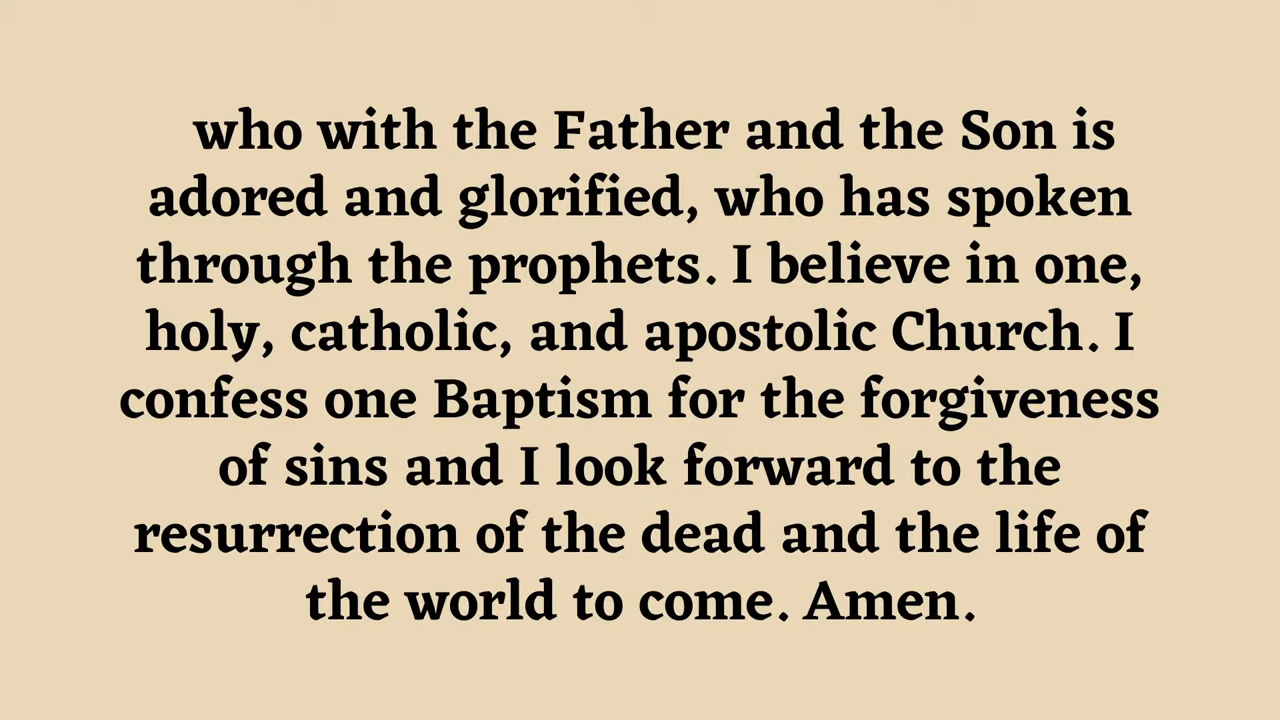 who with the Father and the Son is
adored and glorified, who has spoken
through the prophets. I believe in one,
holy, catholic, and apostolic Church. I
confess one Baptism for the forgiveness
of sins and I look forward to the
resurrection of the dead and the life of
the world to come. Amen.